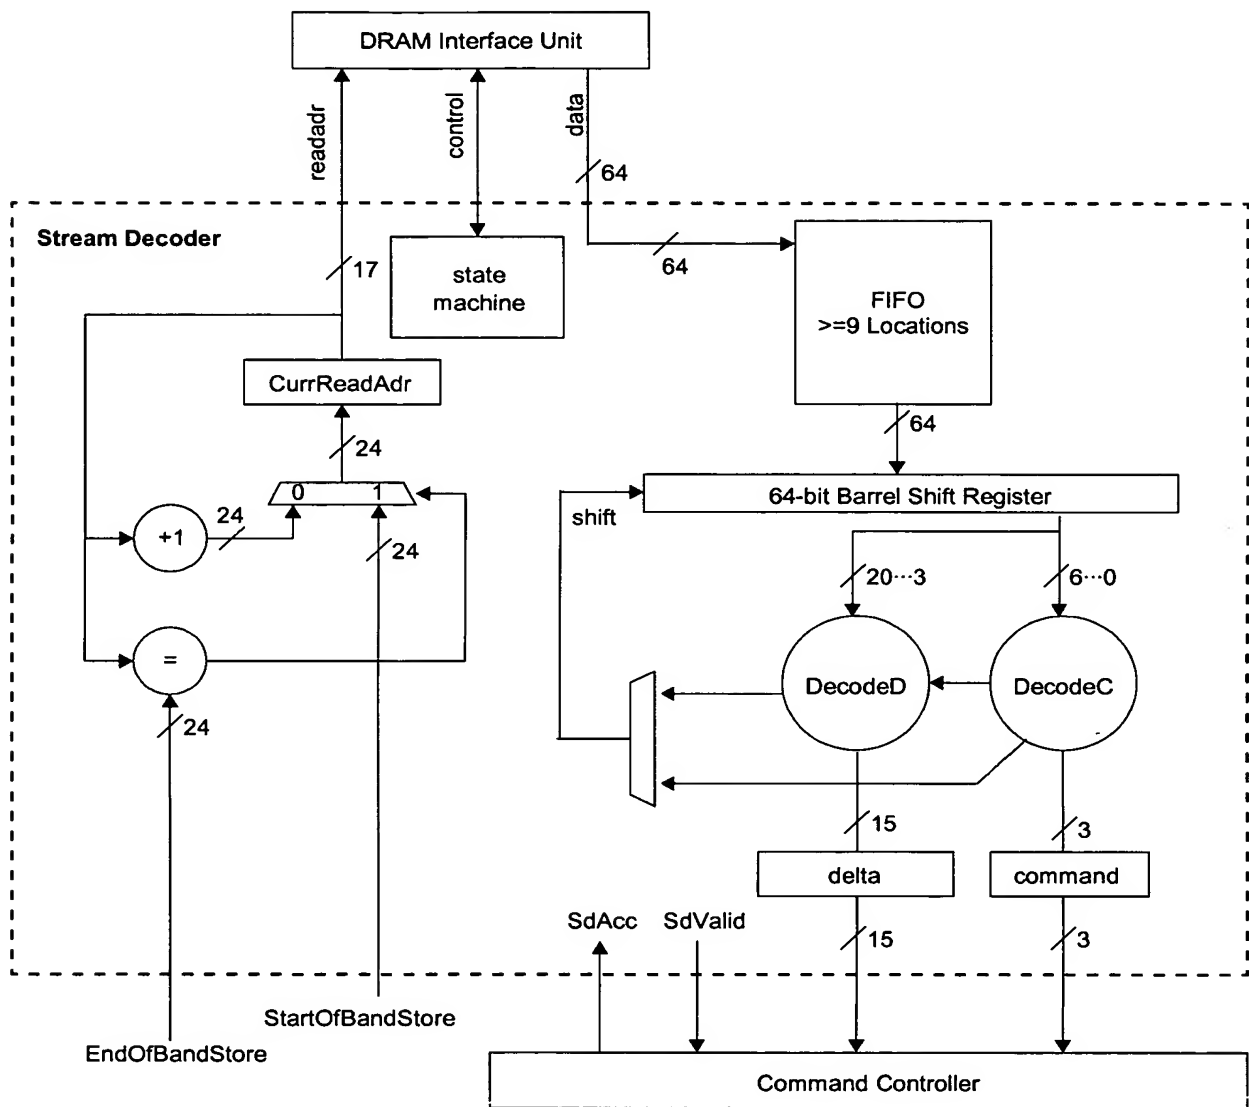 DRAM Interface Unit
readadr
control
data
64
Stream Decoder
17
state
machine
64
FIFO
>=9 Locations
CurrReadAdr
64
24
0 1
64-bit Barrel Shift Register
shift
+1
24
24
20···3
6···0
=
DecodeD
DecodeC
24
15
3
delta
command
SdAcc
SdValid
15
3
StartOfBandStore
EndOfBandStore
Command Controller